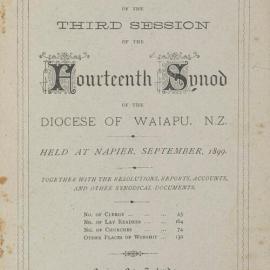 OF THE
THIRD SESSION
OF THE
Fourteenth Synod
OF THE
DIOCESE OF WAIAPU, N.Z.
HELD AT NAPIER, SEPTEMBER, 1899.
TOGETHER WITH THE RESOLUTIONS, REPORTS, ACCOUNTS,
AND OTHER SYNODICAL DOCUMENTS.
No. of Clergy ... ... ... 45
No. of Lay Readers ... ... 164
No. of Churches ... ... 74
Other Places of Worship ... 130